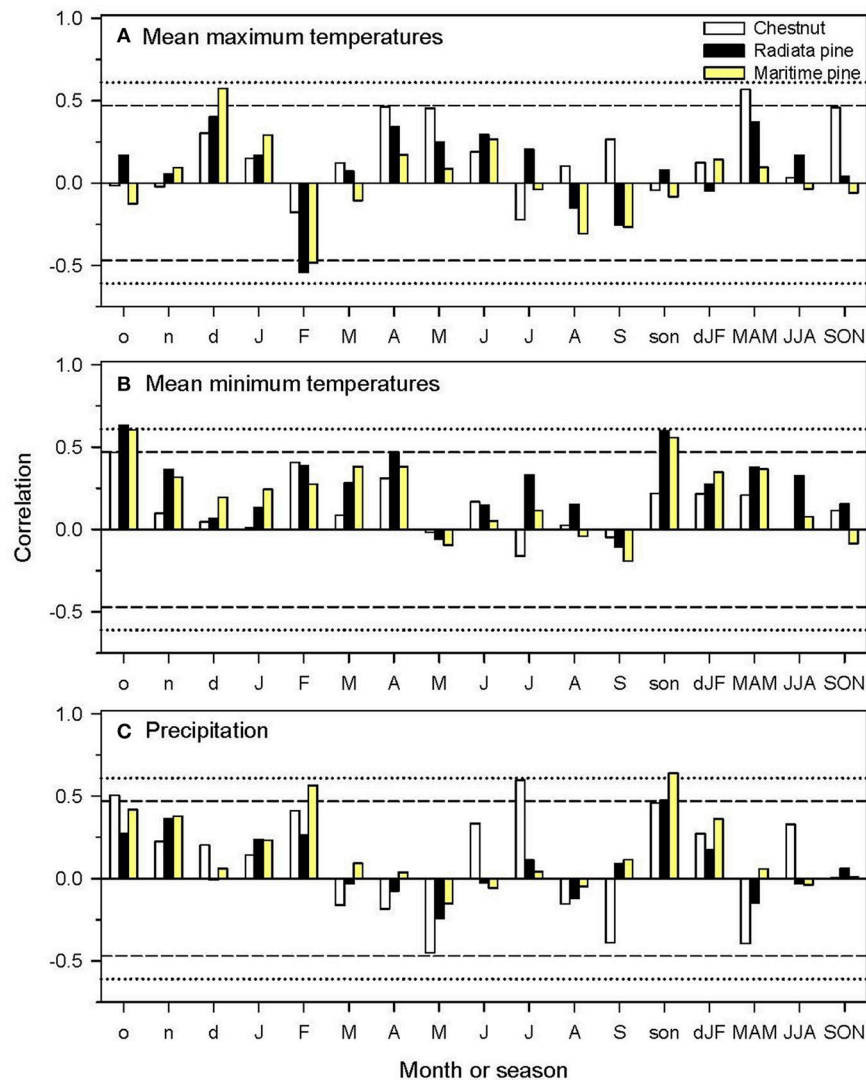 1.0
A Mean maximum temperatures
Chestnut
Radiata pine
Maritime pine
0.5
0.0
-0.5
o n d J F M A M J J A S son dJF MAM JJA SON
1.0
B Mean minimum temperatures
0.5
0.0
-0.5
o n d J F M A M J J A S son dJF MAM JJA SON
Correlation
1.0
C Precipitation
0.5
0.0
-0.5
o n d J F M A M J J A S son dJF MAM JJA SON
Month or season